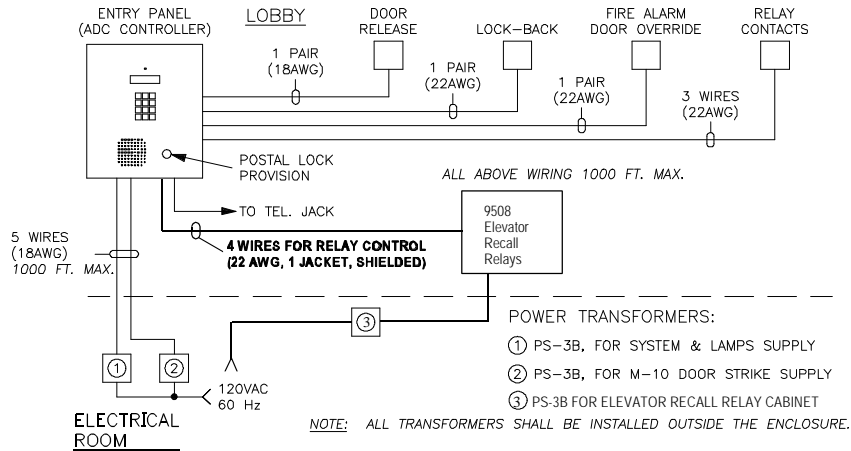 ENTRY PANEL
(ADC CONTROLLER)
LOBBY
DOOR
RELEASE
LOCK-BACK
FIRE ALARM
DOOR OVERRIDE
RELAY
CONTACTS
1 PAIR
(18AWG)
1 PAIR
(22AWG)
1 PAIR
(22AWG)
3 WIRES
(22AWG)
POSTAL LOCK
PROVISION
ALL ABOVE WIRING 1000 FT. MAX.
TO TEL. JACK
9508
Elevator
Recall
Relays
5 WIRES
(18AWG)
1000 FT. MAX.
4 WIRES FOR RELAY CONTROL
(22 AWG, 1 JACKET, SHIELDED)
3
POWER TRANSFORMERS:
1 PS-3B, FOR SYSTEM & LAMPS SUPPLY
2 PS-3B, FOR M-10 DOOR STRIKE SUPPLY
3 PS-3B FOR ELEVATOR RECALL RELAY CABINET
1
2
120VAC
60 Hz
ELECTRICAL
ROOM
NOTE: ALL TRANSFORMERS SHALL BE INSTALLED OUTSIDE THE ENCLOSURE.